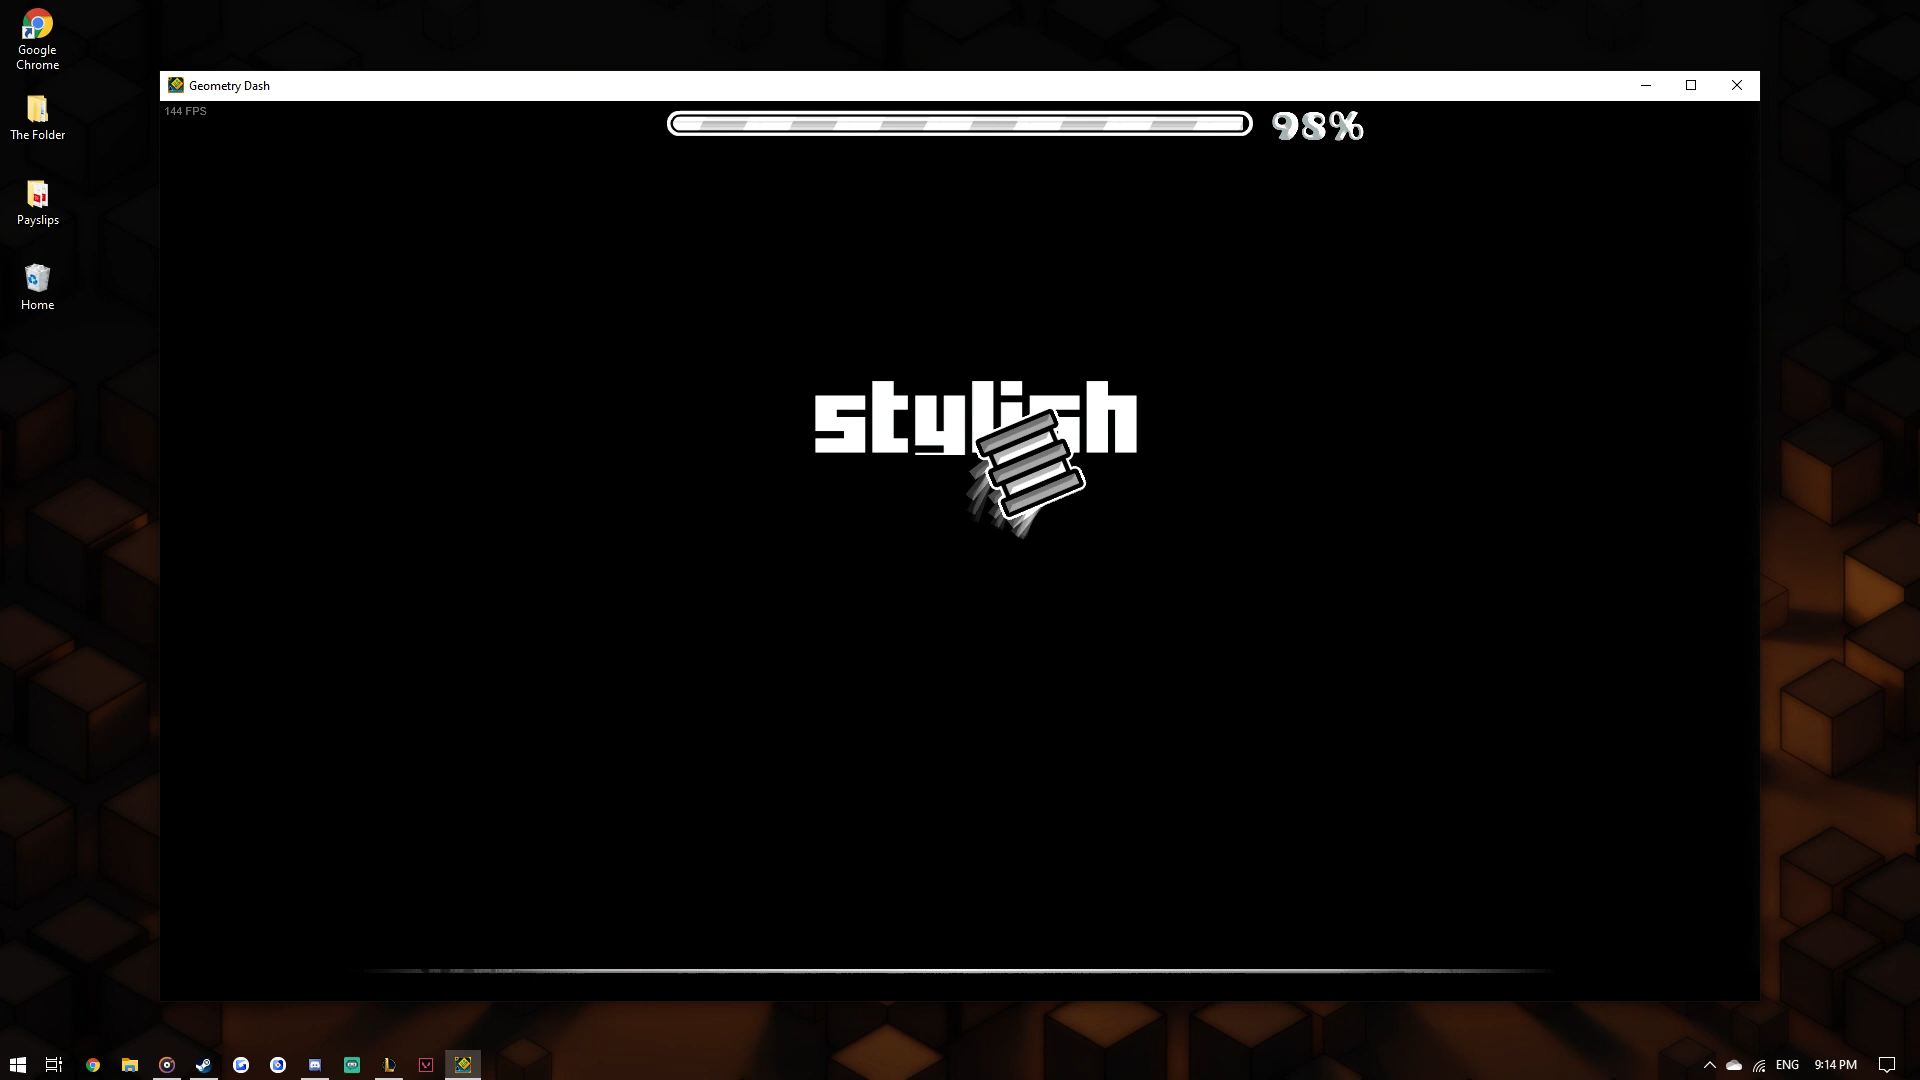 Google
Chrome
The Folder
Payslips
Home
Geometry Dash
144 FPS
98%
stylish
ENG
9:14 PM